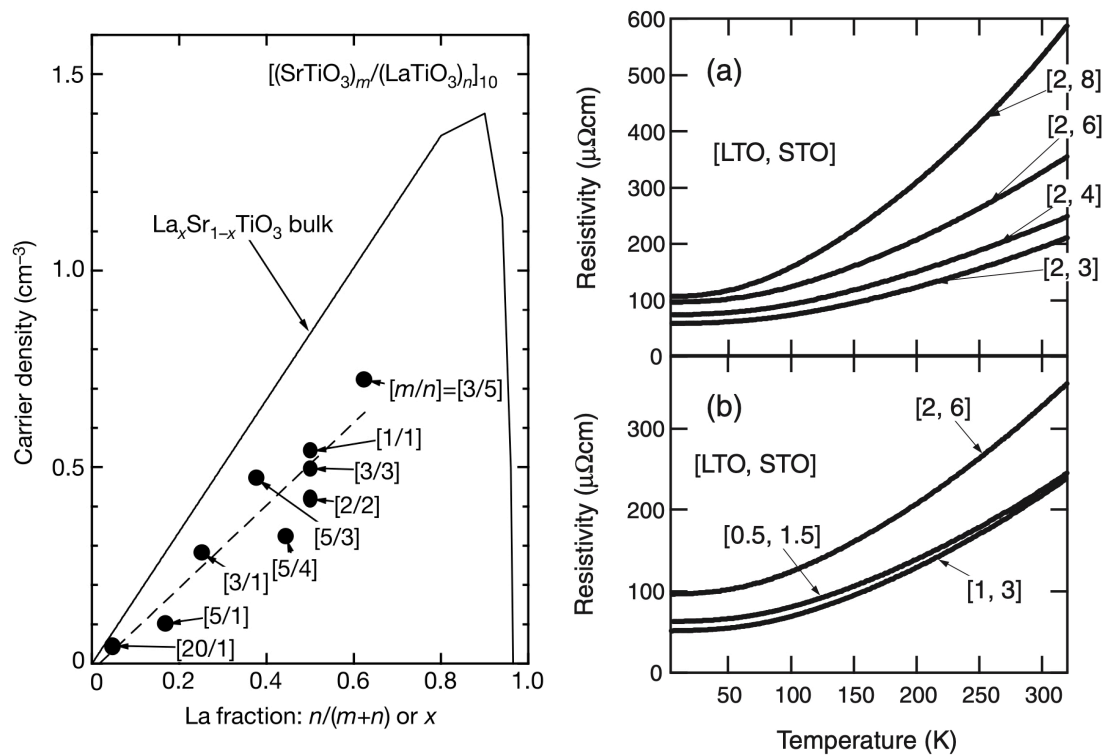 [(SrTiO₃)ₘ/(LaTiO₃)ₙ]₁₀
1.5
LaₓSr₁₋ₓTiO₃ bulk
1.0
Carrier density (cm⁻³)
[m/n]=[3/5]
[1/1]
0.5
[3/3]
[2/2]
[5/3]
[5/4]
[3/1]
[5/1]
[20/1]
0
0 0.2 0.4 0.6 0.8 1.0
La fraction: n/(m+n) or x
600
(a)
[2, 8]
500
[2, 6]
400
[LTO, STO]
Resistivity (μΩcm)
300
[2, 4]
200
[2, 3]
100
0
(b)
[2, 6]
300
[LTO, STO]
Resistivity (μΩcm)
200
[0.5, 1.5]
100
[1, 3]
0
50 100 150 200 250 300
Temperature (K)